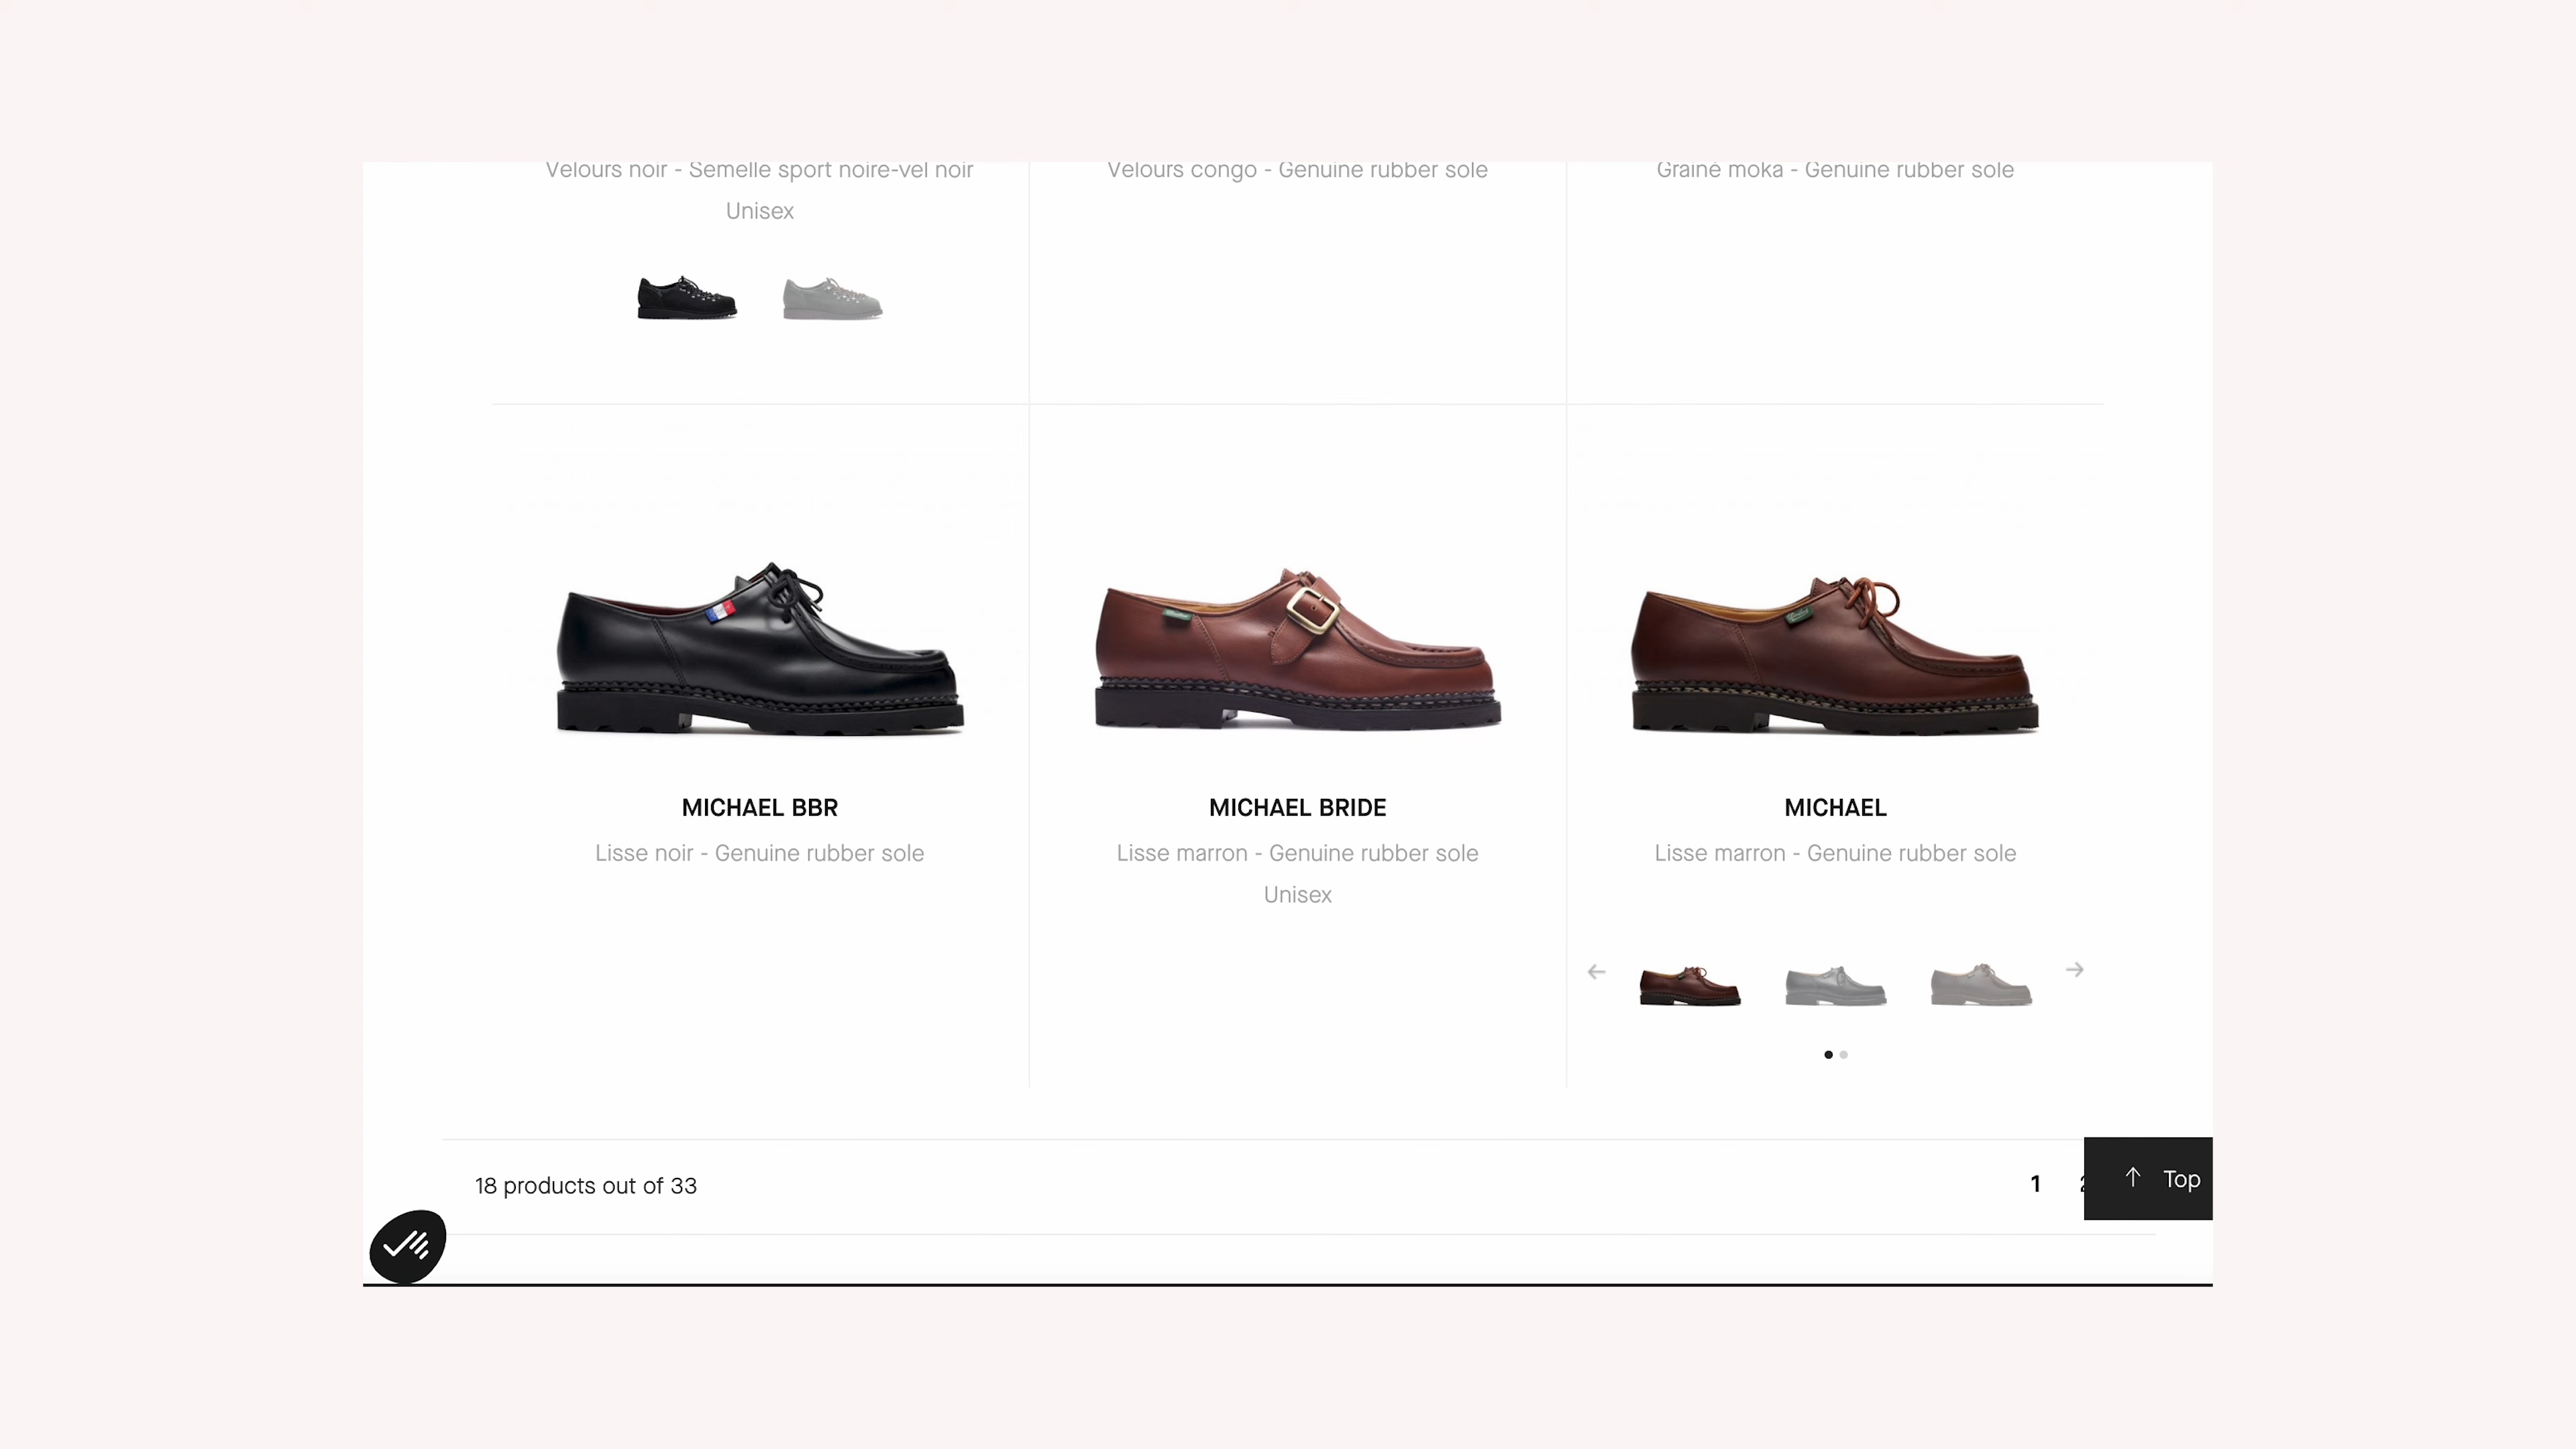 Velours noir - Semelle sport noire-vel noir
Unisex
Velours congo - Genuine rubber sole
Grainé moka - Genuine rubber sole
MICHAEL BBR
Lisse noir - Genuine rubber sole
MICHAEL BRIDE
Lisse marron - Genuine rubber sole
Unisex
MICHAEL
Lisse marron - Genuine rubber sole
18 products out of 33
1
Top